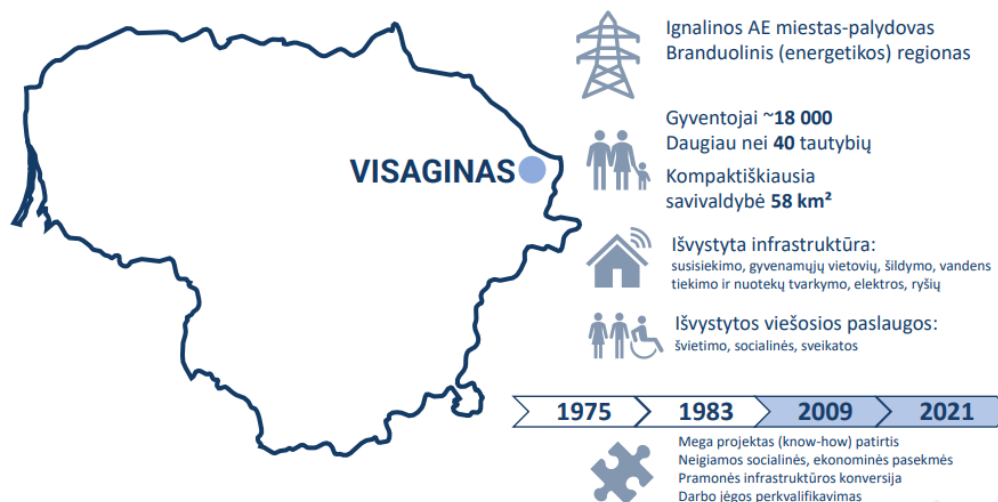 Ignalinos AE miestas-palydovas
Branduolinis (energetikos) regionas
Gyventojai ~18 000
Daugiau nei 40 tautybių
VISAGINAS
Kompaktiškiausia
savivaldybė 58 km²
Išvystyta infrastruktūra:
susisiekimo, gyvenamųjų vietovių, šildymo, vandens
tiekimo ir nuotekų tvarkymo, elektros, ryšių
Išvystytos viešosios paslaugos:
švietimo, socialinės, sveikatos
1975 1983 2009 2021
Mega projektas (know-how) patirtis
Neigiamos socialinės, ekonominės pasekmės
Pramonės infrastruktūros konversija
Darbo jėgos perkvalifikavimas